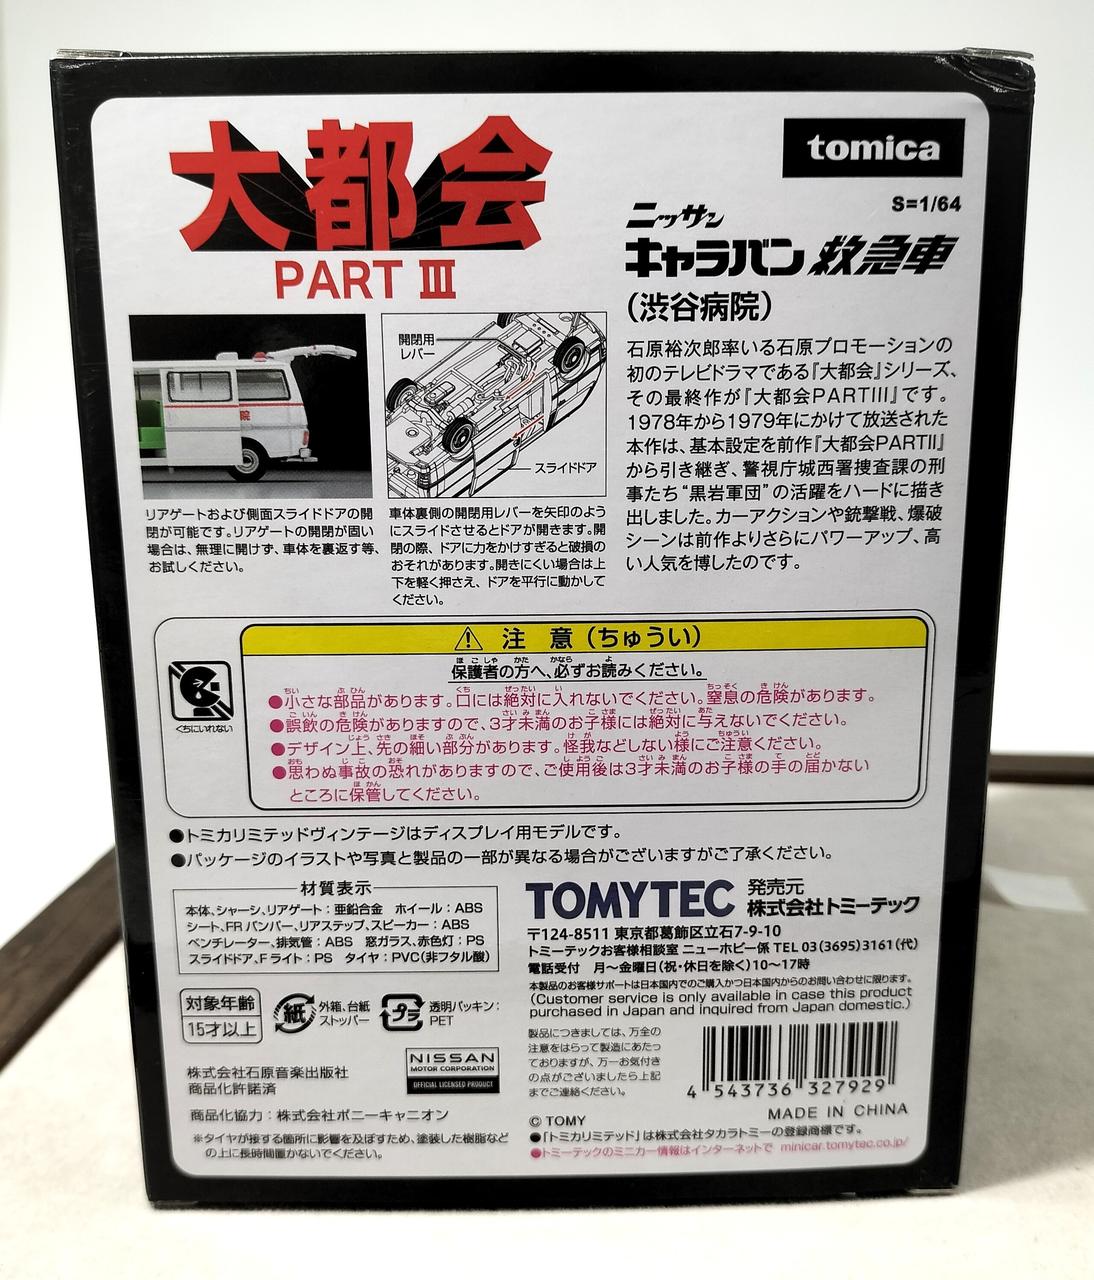 大都会
PART III
tomica
S=1/64
ニッサン
キャラバン 救急車
(渋谷病院)
石原裕次郎率いる石原プロモーションの
初のテレビドラマである『大都会』シリーズ、
その最終作が『大都会PARTIII』です。
1978年から1979年にかけて放送された
本作は、基本設定を前作『大都会PARTII』
から引き継ぎ、警視庁城西署捜査課の刑
事たち“黒岩軍団”の活躍をハードに描き
出しました。カーアクションや銃撃戦、爆破
シーンは前作よりさらにパワーアップ、高
い人気を博したのです。
院
開閉用
レバー
スライドドア
リアゲートおよび側面スライドドアの開
閉が可能です。リアゲートの開閉が固い
場合は、無理に開けず、車体を裏返す等、
お試しください。
車体裏側の開閉用レバーを矢印のよう
にスライドさせるとドアが開きます。開
閉の際、ドアに力をかけすぎると破損の
おそれがあります。開きにくい場合は上
下を軽く押さえ、ドアを平行に動かして
ください。
くちにいれない
注 意(ちゅうい)
保護者の方へ、必ずお読みください。
●小さな部品があります。口には絶対に入れないでください。窒息の危険があります。
●誤飲の危険がありますので、3才未満のお子様には絶対に与えないでください。
●デザイン上、先の細い部分があります。怪我などしない様にご注意ください。
●思わぬ事故の恐れがありますので、ご使用後は3才未満のお子様の手の届かない
ところに保管してください。
●トミカリミテッドヴィンテージはディスプレイ用モデルです。
●パッケージのイラストや写真と製品の一部が異なる場合がございますがご了承ください。
材質表示
本体、シャーシ、リアゲート:亜鉛合金 ホイール:ABS
シート、FRバンパー、リアステップ、スピーカー:ABS
ベンチレーター、排気管:ABS 窓ガラス、赤色灯:PS
スライドドア、Fライト:PS タイヤ:PVC(非フタル酸)
TOMYTEC
発売元
株式会社トミーテック
〒124-8511 東京都葛飾区立石7-9-10
トミーテックお客様相談室 ニューホビー係 TEL 03(3695)3161(代)
電話受付 月〜金曜日(祝・休日を除く)10〜17時
本製品のお客様サポートは日本国内でのご購入かつ日本国内からのお問い合わせに限ります。
(Customer service is only available in case this product
purchased in Japan and inquired from Japan domestic.)
対象年齢
15才以上
紙
外箱、台紙
ストッパー
プラ
透明パッキン:
PET
製品につきましては、万全の
注意をはらって製造にあたっ
ておりますが、万一お気付き
の点がございましたら上記
までご連絡ください。
4 543736 327929
MADE IN CHINA
株式会社石原音楽出版社
商品化許諾済
NISSAN
MOTOR CORPORATION
OFFICIAL LICENSED PRODUCT
商品化協力:株式会社ポニーキャニオン
※タイヤが接する箇所に影響を及ぼすため、塗装した樹脂など
の上に長時間置かないでください。
© TOMY
●「トミカリミテッド」は株式会社タカラトミーの登録商標です。
●トミーテックのミニカー情報はインターネットで minicar.tomytec.co.jp/